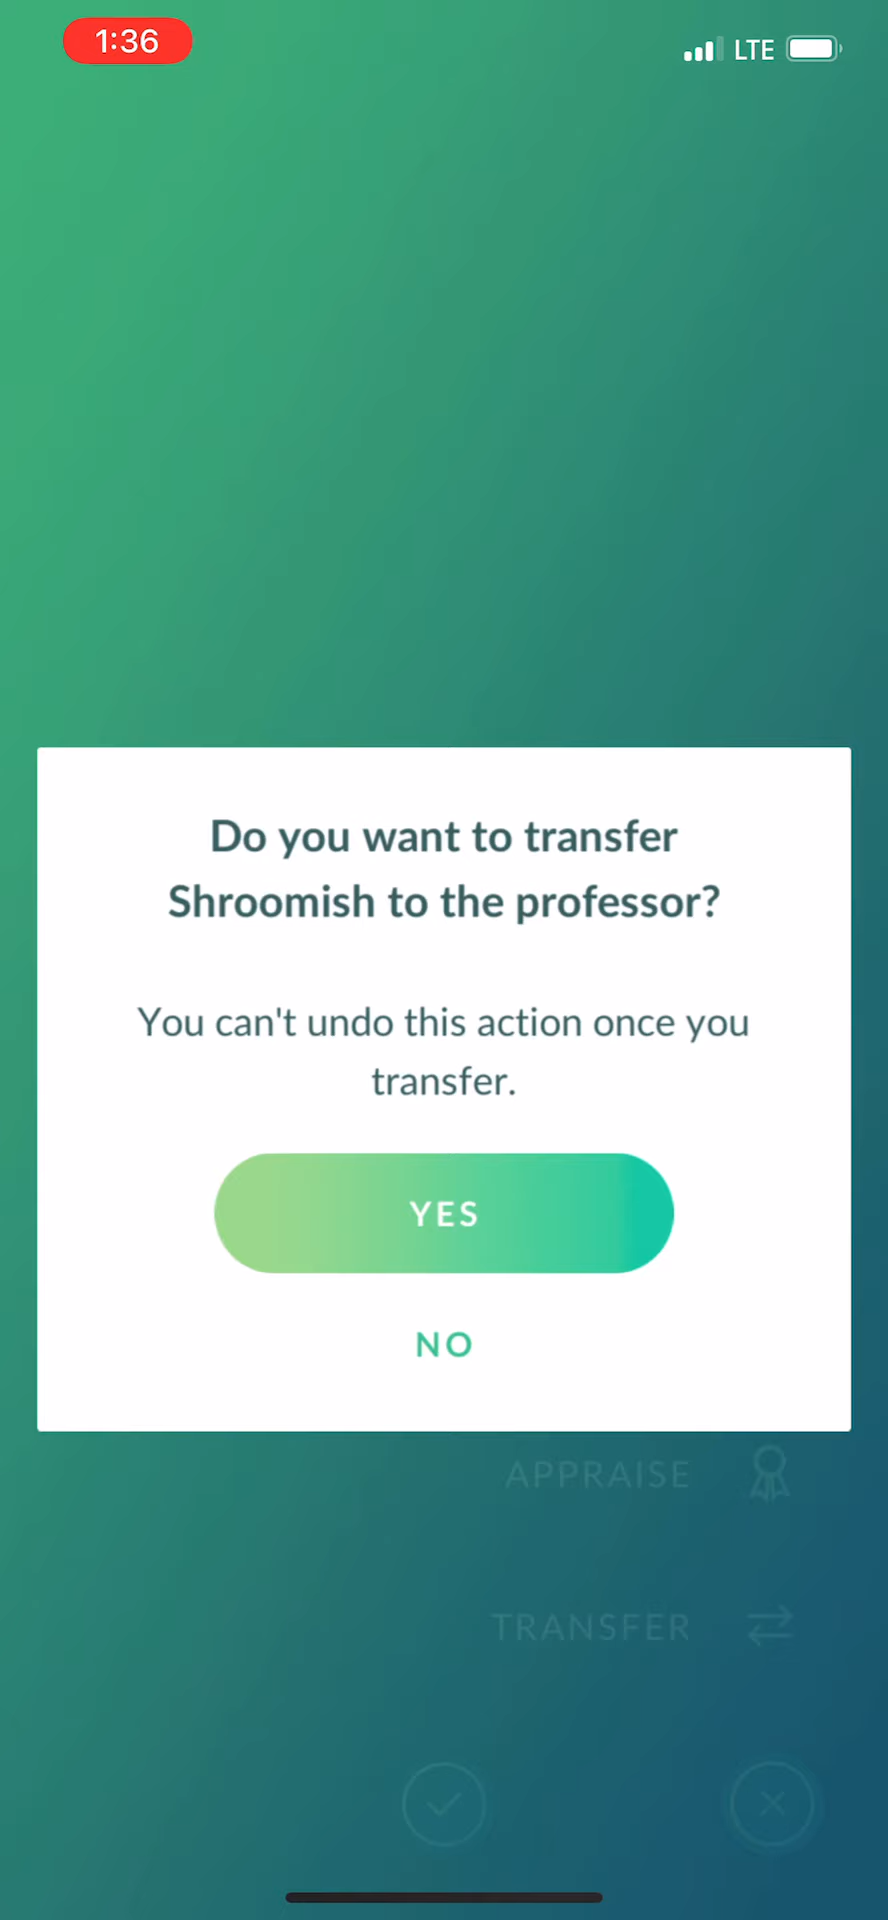 1:36
LTE
Do you want to transfer
Shroomish to the professor?
You can't undo this action once you
transfer.
YES
NO
APPRAISE
TRANSFER